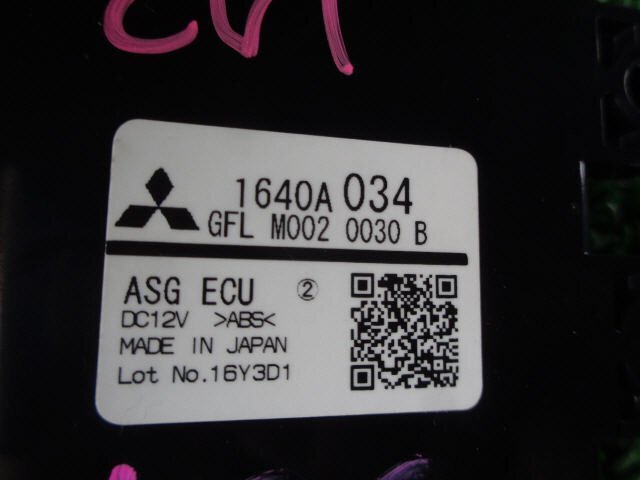 1640A 034
GFL M002 0030 B
ASG ECU ②
DC12V >ABS<
MADE IN JAPAN
Lot No.16Y3D1